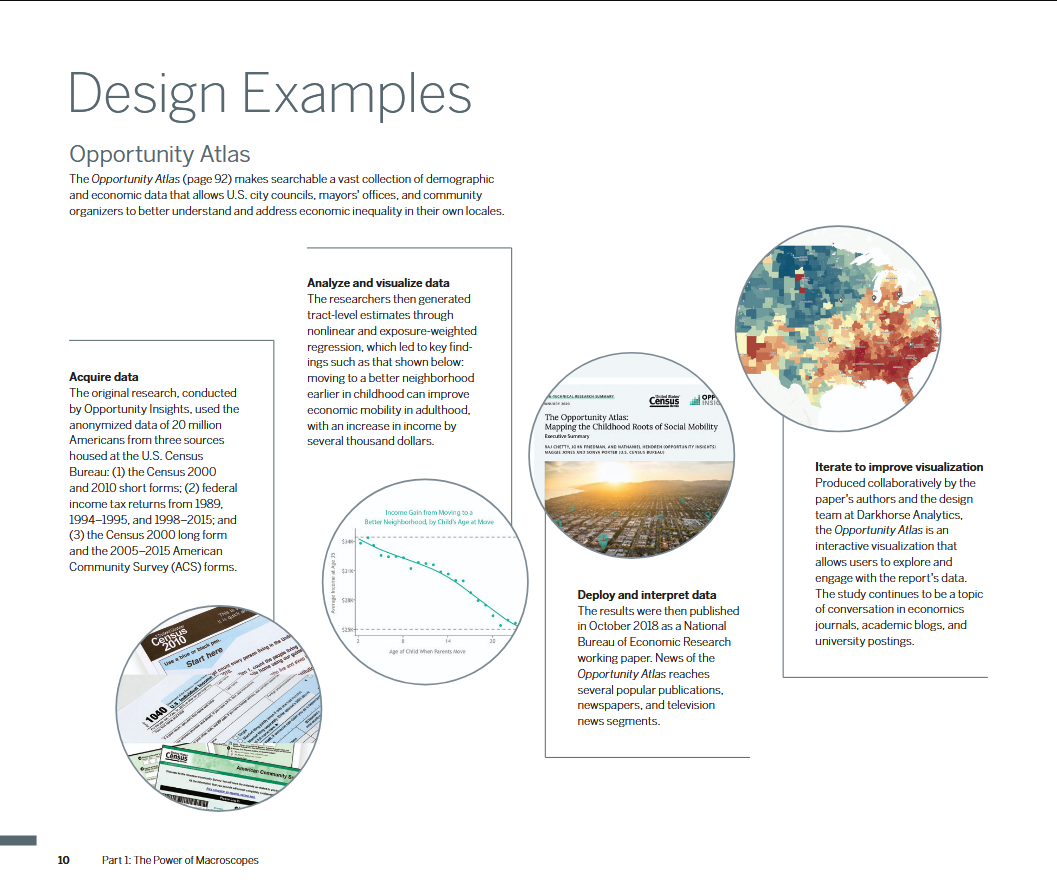 Design Examples
Opportunity Atlas
The Opportunity Atlas (page 92) makes searchable a vast collection of demographic
and economic data that allows U.S. city councils, mayors' offices, and community
organizers to better understand and address economic inequality in their own locales.
Acquire data
The original research, conducted
by Opportunity Insights, used the
anonymized data of 20 million
Americans from three sources
housed at the U.S. Census
Bureau: (1) the Census 2000
and 2010 short forms; (2) federal
income tax returns from 1989,
1994–1995, and 1998–2015; and
(3) the Census 2000 long form
and the 2005–2015 American
Community Survey (ACS) forms.
Census
2010
Use a blue or black pen.
Start here
1040
U.S. Individual Income
Census
American Community
Analyze and visualize data
The researchers then generated
tract-level estimates through
nonlinear and exposure-weighted
regression, which led to key find-
ings such as that shown below:
moving to a better neighborhood
earlier in childhood can improve
economic mobility in adulthood,
with an increase in income by
several thousand dollars.
Income Gain from Moving to a
Better Neighborhood, by Child's Age at Move
Average Income at Age 35
$34K
$31K
$28K
$25K
2 8 14 20
Age of Child When Parents Move
NON-TECHNICAL RESEARCH SUMMARY
United States
Census
OPP
INSIG
The Opportunity Atlas:
Mapping the Childhood Roots of Social Mobility
Executive Summary
RAJ CHETTY, JOHN FRIEDMAN, AND NATHANIEL HENDREN (OPPORTUNITY INSIGHTS)
MAGGIE JONES AND SONYA PORTER (U.S. CENSUS BUREAU)
Deploy and interpret data
The results were then published
in October 2018 as a National
Bureau of Economic Research
working paper. News of the
Opportunity Atlas reaches
several popular publications,
newspapers, and television
news segments.
Iterate to improve visualization
Produced collaboratively by the
paper's authors and the design
team at Darkhorse Analytics,
the Opportunity Atlas is an
interactive visualization that
allows users to explore and
engage with the report's data.
The study continues to be a topic
of conversation in economics
journals, academic blogs, and
university postings.
10 Part 1: The Power of Macroscopes